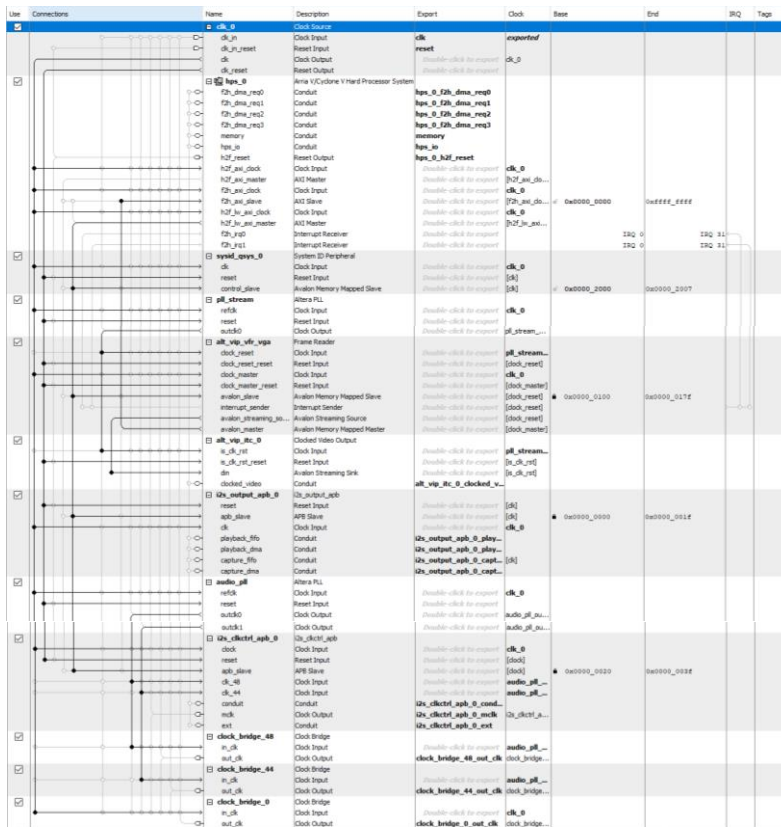 Use Connections Name Description Export Clock Base End IRQ Tags
clk_0 Clock Source
clk_in Clock Input clk exported
clk_in_reset Reset Input reset
clk Clock Output Double-click to export clk_0
clk_reset Reset Output Double-click to export
hps_0 Arria V/Cyclone V Hard Processor System
f2h_dma_req0 Conduit hps_0_f2h_dma_req0
f2h_dma_req1 Conduit hps_0_f2h_dma_req1
f2h_dma_req2 Conduit hps_0_f2h_dma_req2
f2h_dma_req3 Conduit hps_0_f2h_dma_req3
memory Conduit memory
hps_io Conduit hps_io
h2f_reset Reset Output hps_0_h2f_reset
h2f_axi_clock Clock Input Double-click to export clk_0
h2f_axi_master AXI Master Double-click to export [h2f_axi_do...
f2h_axi_clock Clock Input Double-click to export clk_0
f2h_axi_slave AXI Slave Double-click to export [f2h_axi_do... 0x0000_0000 0xffff_ffff
h2f_lw_axi_clock Clock Input Double-click to export clk_0
h2f_lw_axi_master AXI Master Double-click to export [h2f_lw_axi...
f2h_irq0 Interrupt Receiver Double-click to export IRQ 0 IRQ 31
f2h_irq1 Interrupt Receiver Double-click to export IRQ 0 IRQ 31
sysid_qsys_0 System ID Peripheral
clk Clock Input Double-click to export clk_0
reset Reset Input Double-click to export [clk]
control_slave Avalon Memory Mapped Slave Double-click to export [clk] 0x0000_2000 0x0000_2007
pll_stream Altera PLL
refclk Clock Input Double-click to export clk_0
reset Reset Input Double-click to export
outclk0 Clock Output Double-click to export pll_stream_...
alt_vip_vfr_vga Frame Reader
clock_reset Clock Input Double-click to export pll_stream...
clock_reset_reset Reset Input Double-click to export [clock_reset]
clock_master Clock Input Double-click to export clk_0
clock_master_reset Reset Input Double-click to export [clock_master]
avalon_slave Avalon Memory Mapped Slave Double-click to export [clock_reset] 0x0000_0100 0x0000_017f
interrupt_sender Interrupt Sender Double-click to export [clock_reset]
avalon_streaming_so... Avalon Streaming Source Double-click to export [clock_reset]
avalon_master Avalon Memory Mapped Master Double-click to export [clock_master]
alt_vip_itc_0 Clocked Video Output
is_clk_rst Clock Input Double-click to export pll_stream...
is_clk_rst_reset Reset Input Double-click to export [is_clk_rst]
din Avalon Streaming Sink Double-click to export [is_clk_rst]
clocked_video Conduit alt_vip_itc_0_clocked_v...
i2s_output_apb_0 i2s_output_apb
reset Reset Input Double-click to export [clk]
apb_slave APB Slave Double-click to export [clk] 0x0000_0000 0x0000_001f
clk Clock Input Double-click to export clk_0
playback_fifo Conduit i2s_output_apb_0_play...
playback_dma Conduit i2s_output_apb_0_play...
capture_fifo Conduit i2s_output_apb_0_capt... [clk]
capture_dma Conduit i2s_output_apb_0_capt...
audio_pll Altera PLL
refclk Clock Input Double-click to export clk_0
reset Reset Input Double-click to export
outclk0 Clock Output Double-click to export audio_pll_ou...
outclk1 Clock Output Double-click to export audio_pll_ou...
i2s_clkctrl_apb_0 i2s_clkctrl_apb
clock Clock Input Double-click to export clk_0
reset Reset Input Double-click to export [clock]
apb_slave APB Slave Double-click to export [clock] 0x0000_0020 0x0000_003f
clk_48 Clock Input Double-click to export audio_pll_...
clk_44 Clock Input Double-click to export audio_pll_...
conduit Conduit i2s_clkctrl_apb_0_cond...
mclk Clock Output i2s_clkctrl_apb_0_mclk i2s_clkctrl_a...
ext Conduit i2s_clkctrl_apb_0_ext
clock_bridge_48 Clock Bridge
in_clk Clock Input Double-click to export audio_pll_...
out_clk Clock Output clock_bridge_48_out_clk clock_bridge...
clock_bridge_44 Clock Bridge
in_clk Clock Input Double-click to export audio_pll_...
out_clk Clock Output clock_bridge_44_out_clk clock_bridge...
clock_bridge_0 Clock Bridge
in_clk Clock Input Double-click to export clk_0
out_clk Clock Output clock_bridge_0_out_clk clock_bridge...